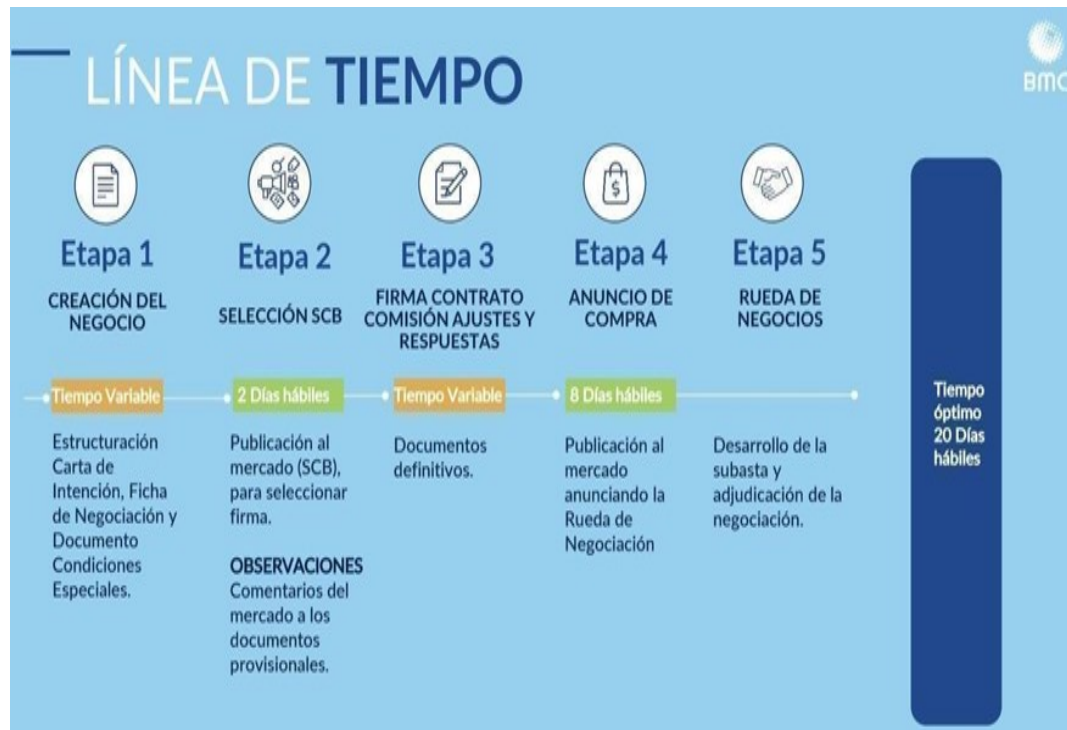 LÍNEA DE TIEMPO
BMC
Etapa 1
CREACIÓN DEL
NEGOCIO
Tiempo Variable
Estructuración
Carta de
Intención, Ficha
de Negociación y
Documento
Condiciones
Especiales.
Etapa 2
SELECCIÓN SCB
2 Días hábiles
Publicación al
mercado (SCB),
para seleccionar
firma.
OBSERVACIONES
Comentarios del
mercado a los
documentos
provisionales.
Etapa 3
FIRMA CONTRATO
COMISIÓN AJUSTES Y
RESPUESTAS
Tiempo Variable
Documentos
definitivos.
$
Etapa 4
ANUNCIO DE
COMPRA
8 Días hábiles
Publicación al
mercado
anunciando la
Rueda de
Negociación
Etapa 5
RUEDA DE
NEGOCIOS
Desarrollo de la
subasta y
adjudicación de la
negociación.
Tiempo
óptimo
20 Días
hábiles